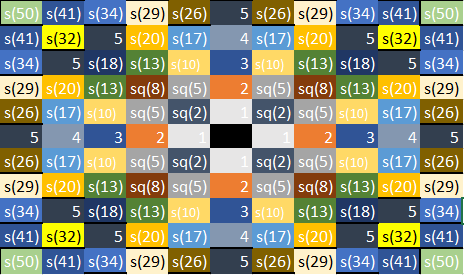 s(50) s(41) s(34) s(29) s(26) 5 s(26) s(29) s(34) s(41) s(50)
s(41) s(32) 5 s(20) s(17) 4 s(17) s(20) 5 s(32) s(41)
s(34) 5 s(18) s(13) s(10) 3 s(10) s(13) s(18) 5 s(34)
s(29) s(20) s(13) sq(8) sq(5) 2 sq(5) sq(8) s(13) s(20) s(29)
s(26) s(17) s(10) sq(5) sq(2) 1 sq(2) sq(5) s(10) s(17) s(26)
5 4 3 2 1 1 2 3 4 5
s(26) s(17) s(10) sq(5) sq(2) 1 sq(2) sq(5) s(10) s(17) s(26)
s(29) s(20) s(13) sq(8) sq(5) 2 sq(5) sq(8) s(13) s(20) s(29)
s(34) 5 s(18) s(13) s(10) 3 s(10) s(13) s(18) 5 s(34)
s(41) s(32) 5 s(20) s(17) 4 s(17) s(20) 5 s(32) s(41)
s(50) s(41) s(34) s(29) s(26) 5 s(26) s(29) s(34) s(41) s(50)